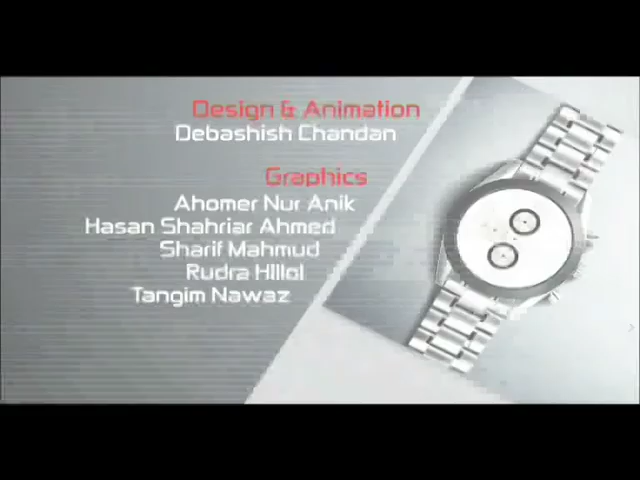 Design & Animation
Debashish Chandan
Graphics
Ahomer Nur Anik
Hasan Shahriar Ahmed
Sharif Mahmud
Rudra Hillol
Tangim Nawaz